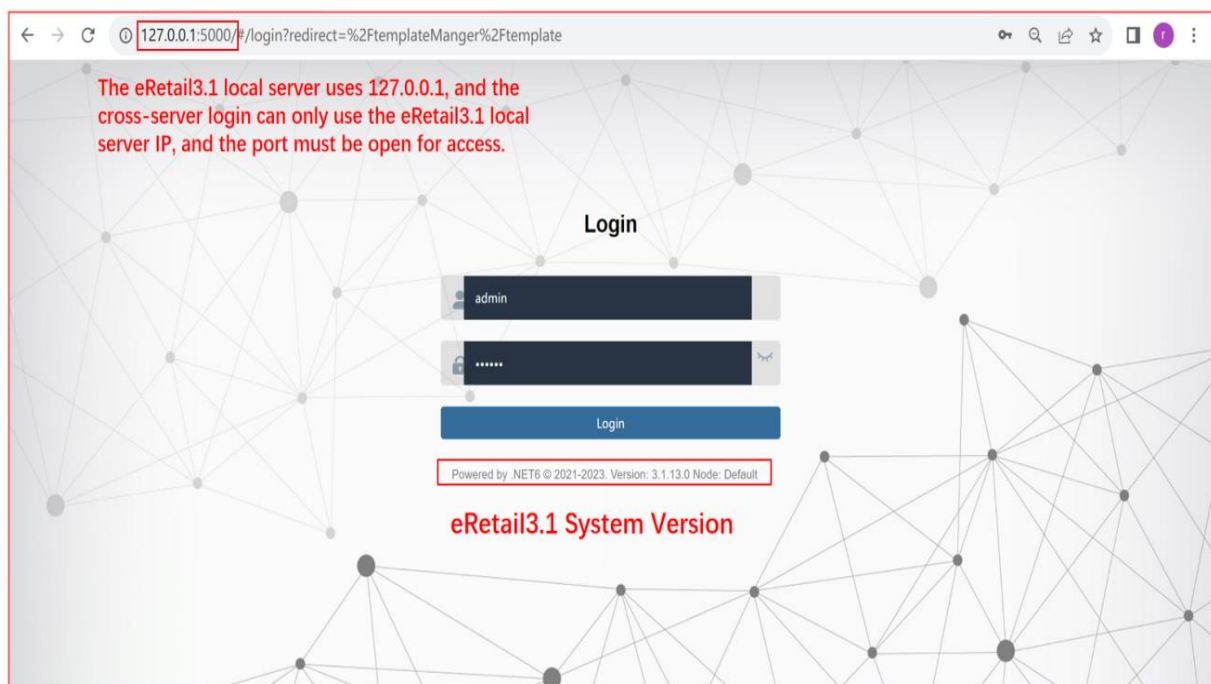 127.0.0.1:5000/#/login?redirect=%2FtemplateManger%2Ftemplate
r
The eRetail3.1 local server uses 127.0.0.1, and the
cross-server login can only use the eRetail3.1 local
server IP, and the port must be open for access.
Login
admin
••••••
Login
Powered by .NET6 © 2021-2023. Version: 3.1.13.0 Node: Default
eRetail3.1 System Version